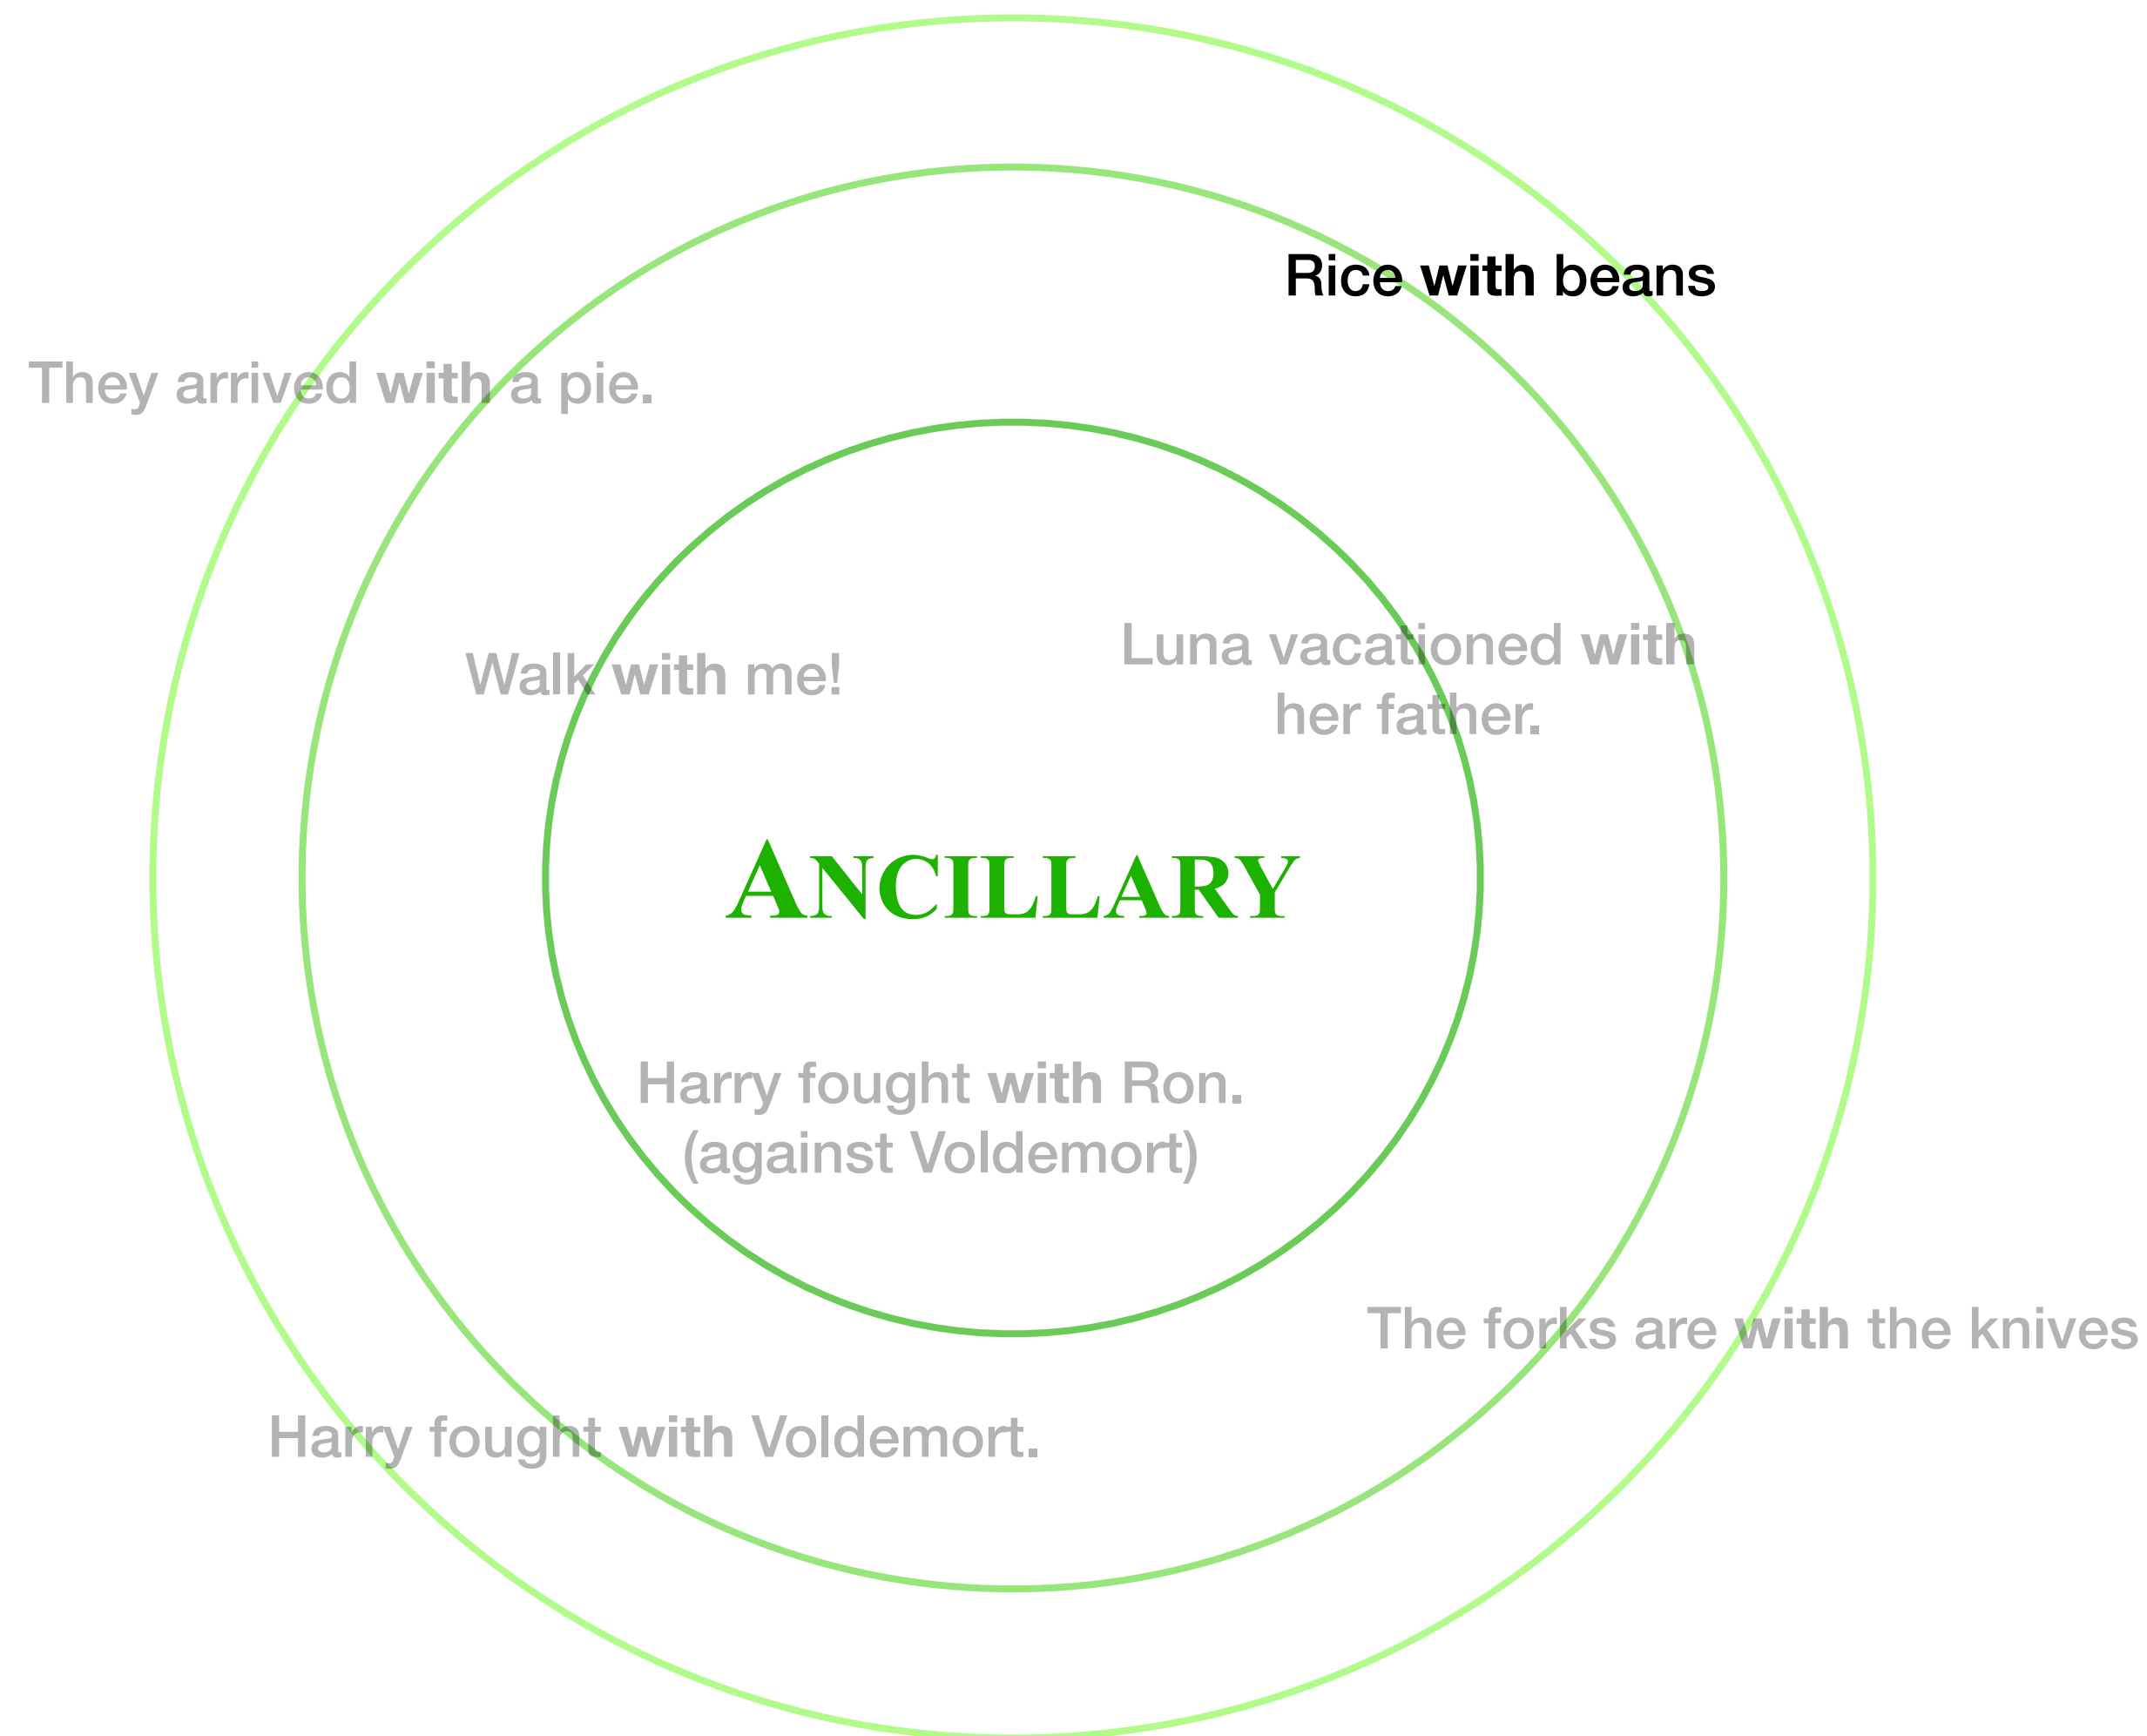 Rice with beans
They arrived with a pie.
Walk with me!
Luna vacationed with
her father.
ANCILLARY
Harry fought with Ron.
(against Voldemort)
The forks are with the knives
Harry fought with Voldemort.